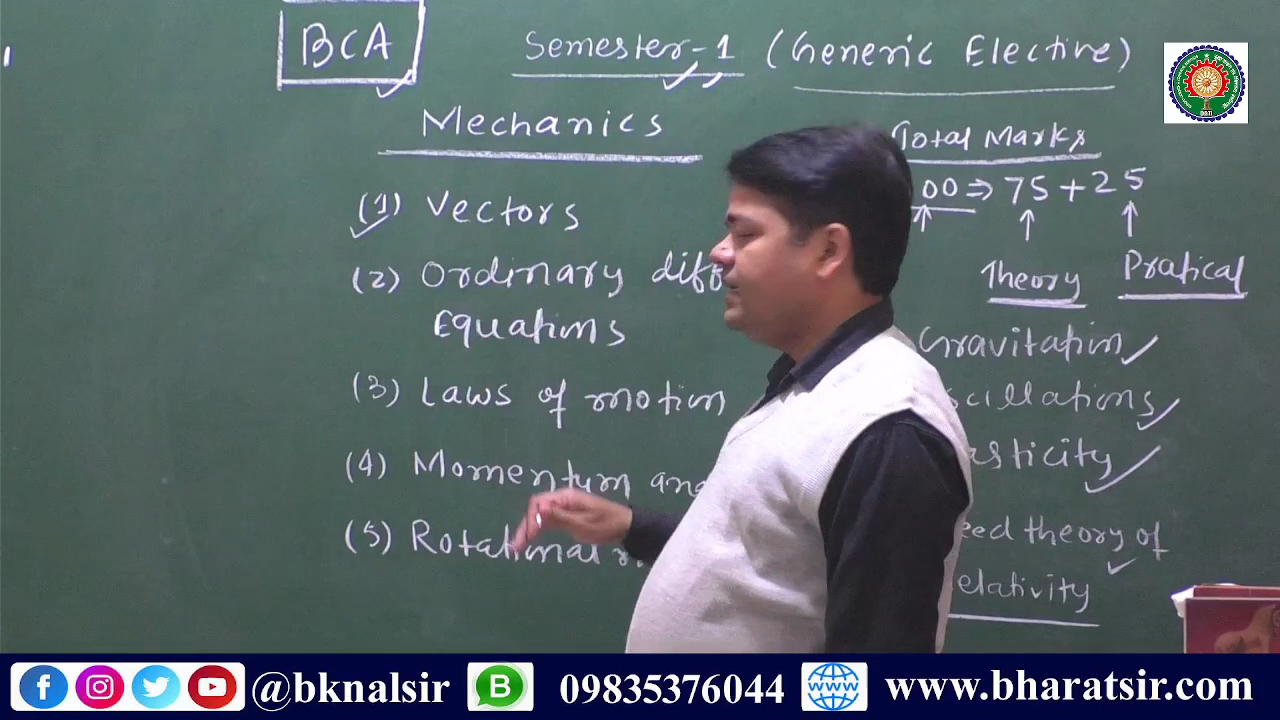 BCA
Semester-1 (Generic Elective)
Mechanics
Total Marks
00 ⇒ 75 + 25
Theory
Pratical
(1) Vectors
(2) Ordinary diff
Equations
(3) Laws of motion
(4) Momentum and
(5) Rotational
Gravitation
scillations
asticity
eed theory of
elativity
@bknalsir
09835376044
www.bharatsir.com